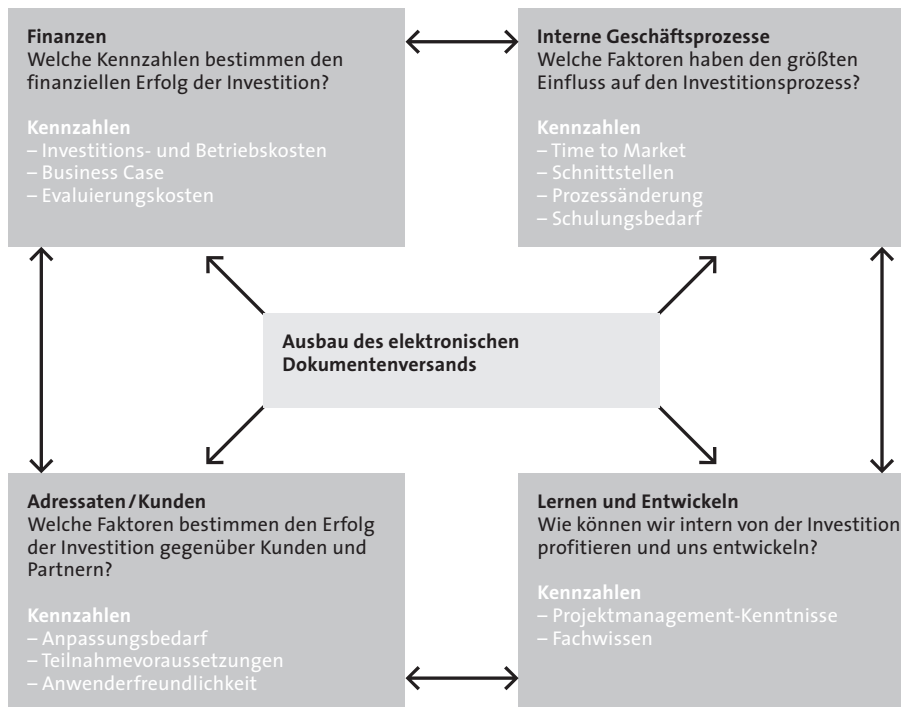 Finanzen
Welche Kennzahlen bestimmen den
finanziellen Erfolg der Investition?
Kennzahlen
– Investitions- und Betriebskosten
– Business Case
– Evaluierungskosten
Interne Geschäftsprozesse
Welche Faktoren haben den größten
Einfluss auf den Investitionsprozess?
Kennzahlen
– Time to Market
– Schnittstellen
– Prozessänderung
– Schulungsbedarf
Ausbau des elektronischen
Dokumentenversands
Adressaten/Kunden
Welche Faktoren bestimmen den Erfolg
der Investition gegenüber Kunden und
Partnern?
Kennzahlen
– Anpassungsbedarf
– Teilnahmevoraussetzungen
– Anwenderfreundlichkeit
Lernen und Entwickeln
Wie können wir intern von der Investition
profitieren und uns entwickeln?
Kennzahlen
– Projektmanagement-Kenntnisse
– Fachwissen